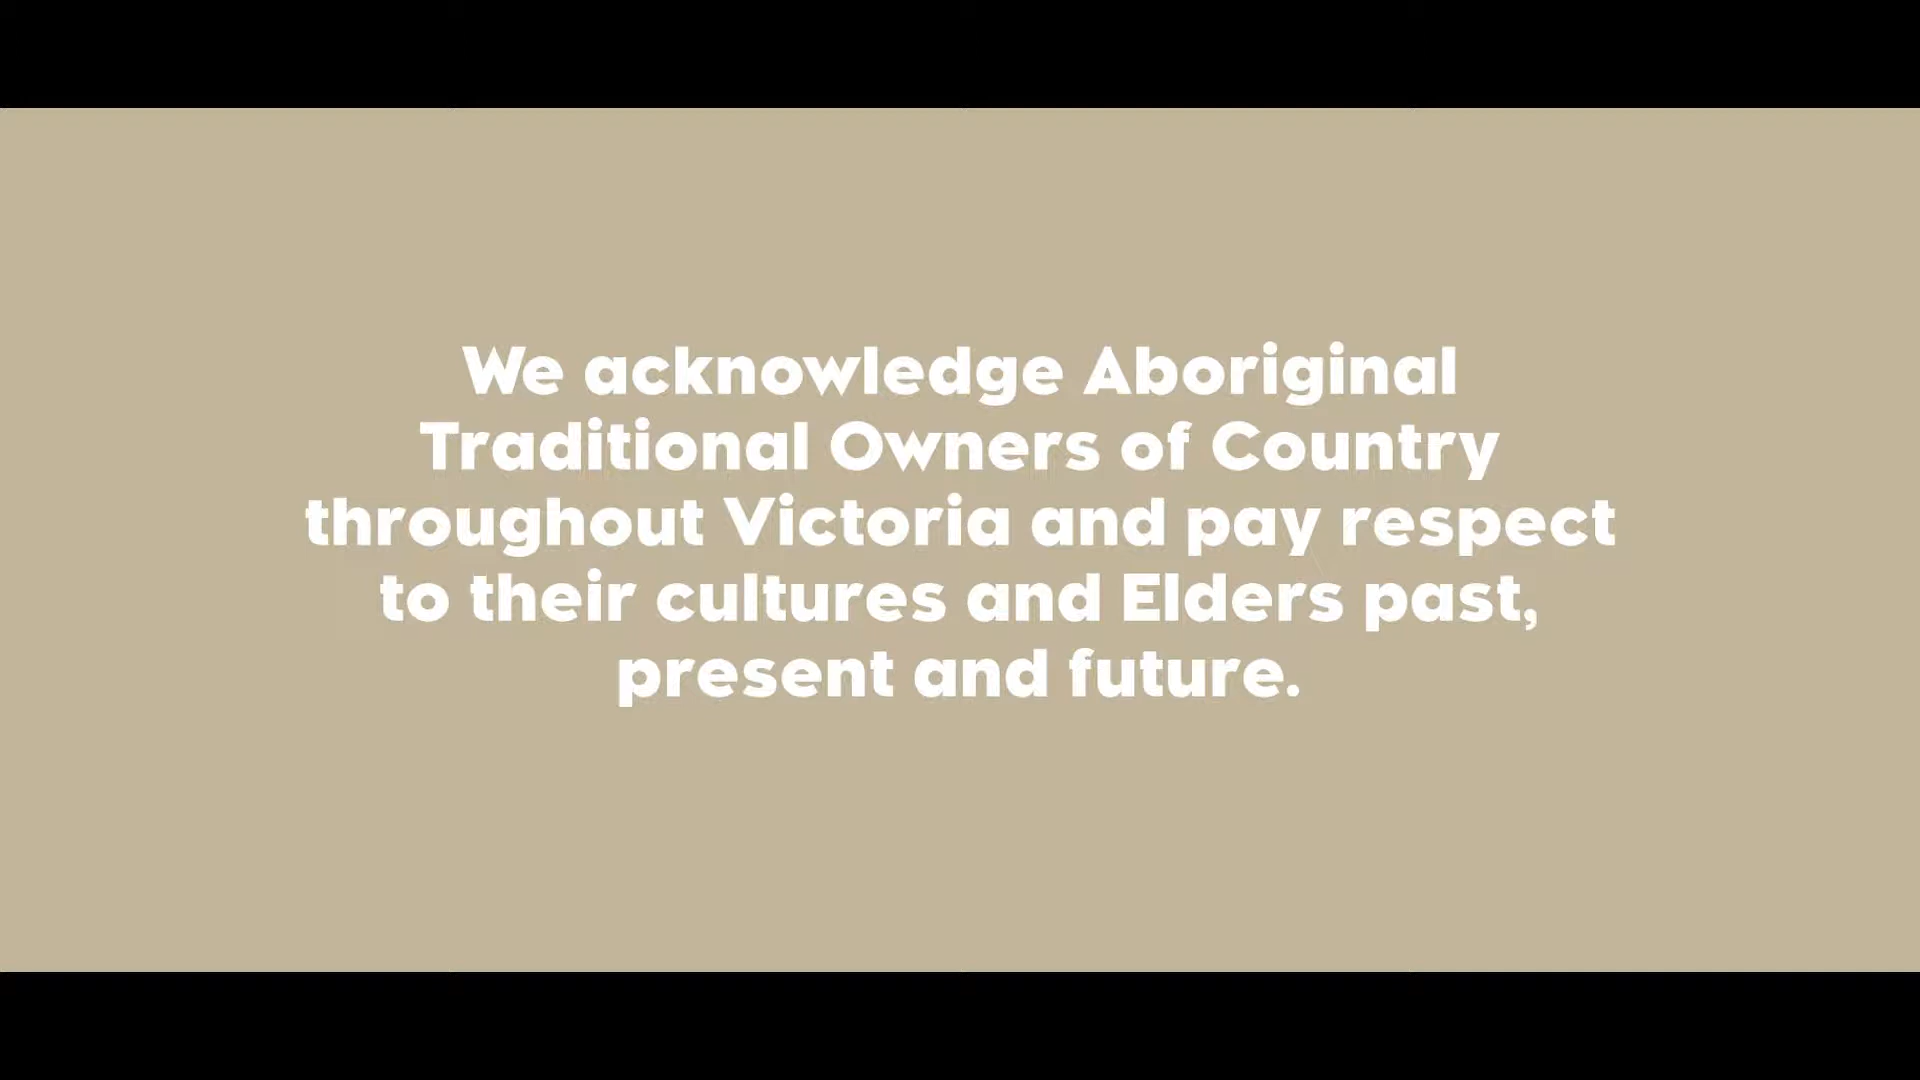 We acknowledge Aboriginal
Traditional Owners of Country
throughout Victoria and pay respect
to their cultures and Elders past,
present and future.